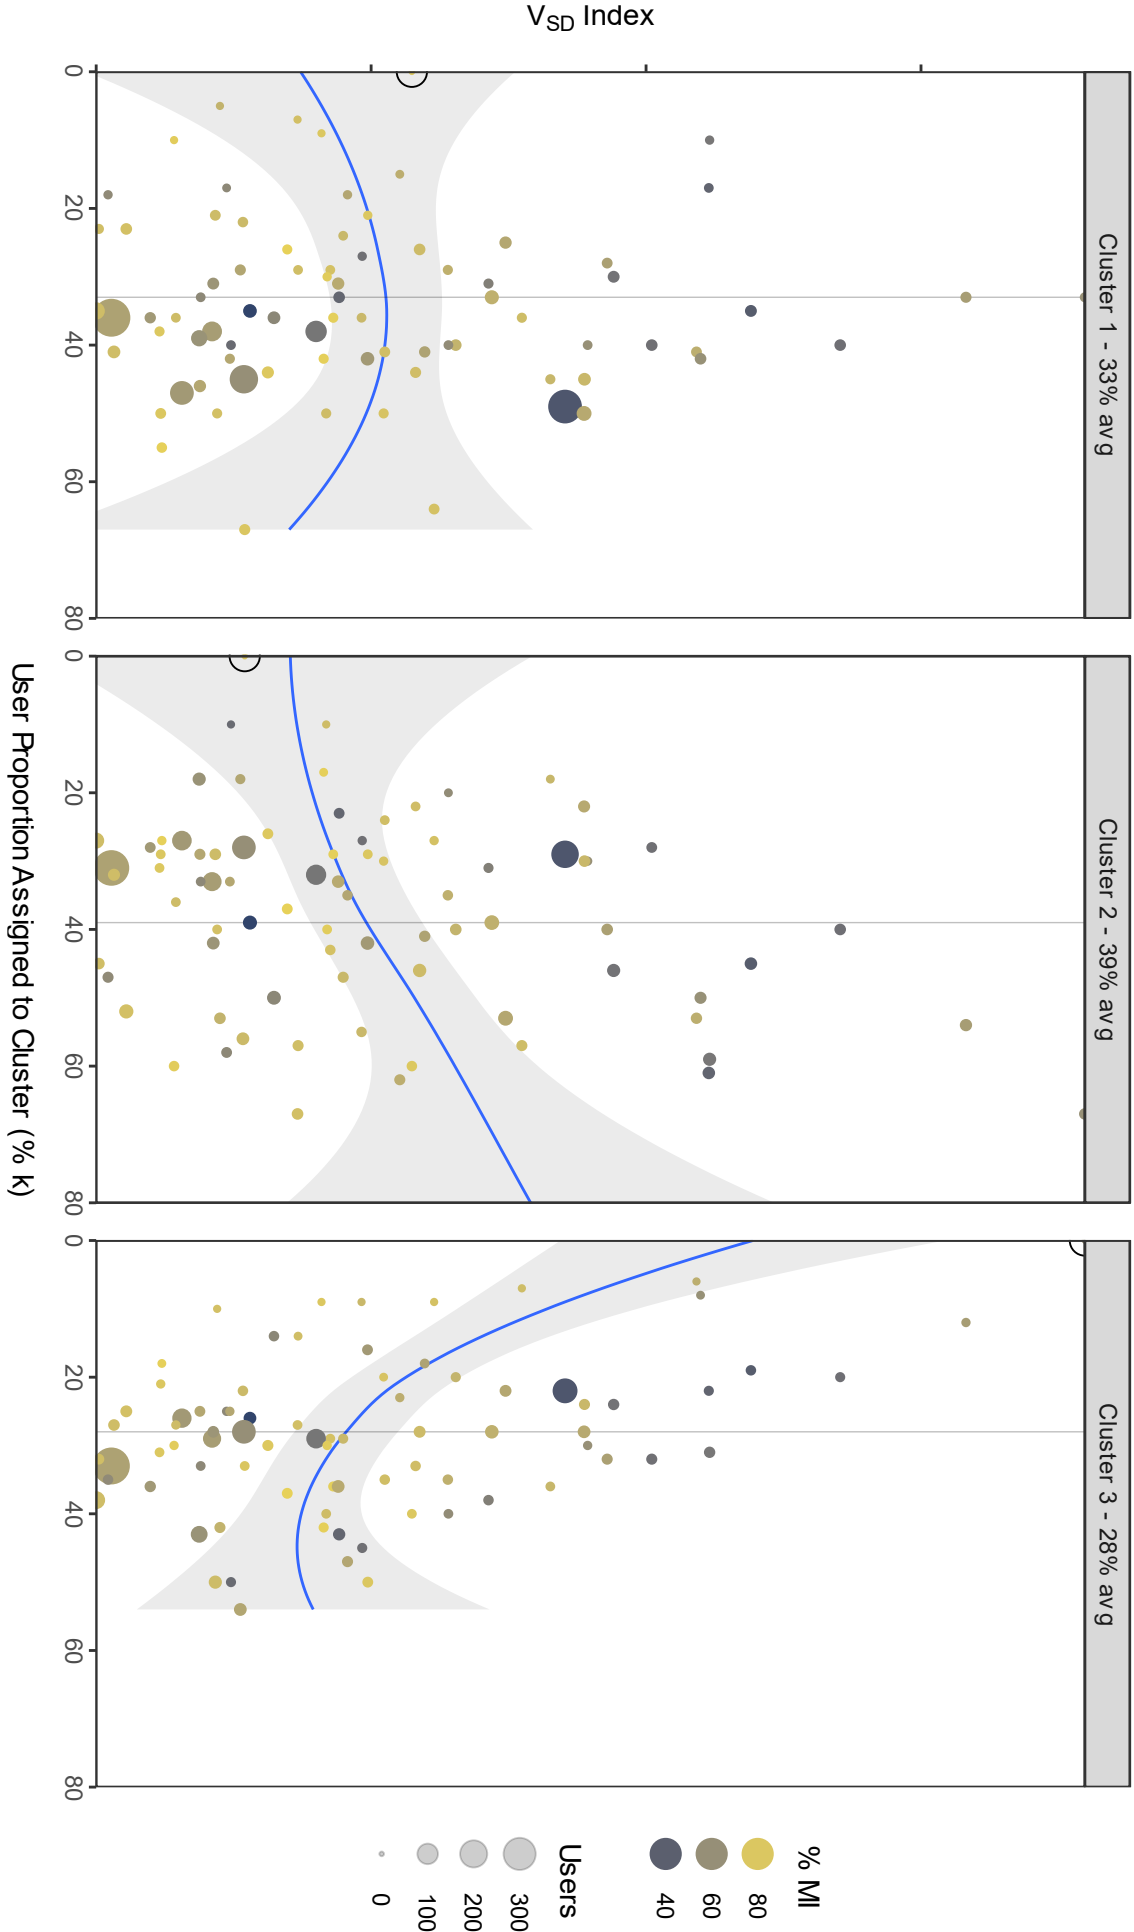 V_SD Index
Cluster 1 - 33% avg
0 20 40 60 80
Cluster 2 - 39% avg
0 20 40 60 80
Cluster 3 - 28% avg
0 20 40 60 80
User Proportion Assigned to Cluster (% k)
% MI
80
60
40
Users
300
200
100
0